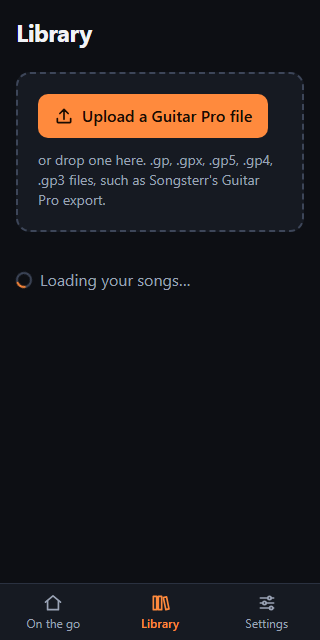 Library
Upload a Guitar Pro file
or drop one here. .gp, .gpx, .gp5, .gp4,
.gp3 files, such as Songsterr's Guitar
Pro export.
Loading your songs...
On the go
Library
Settings